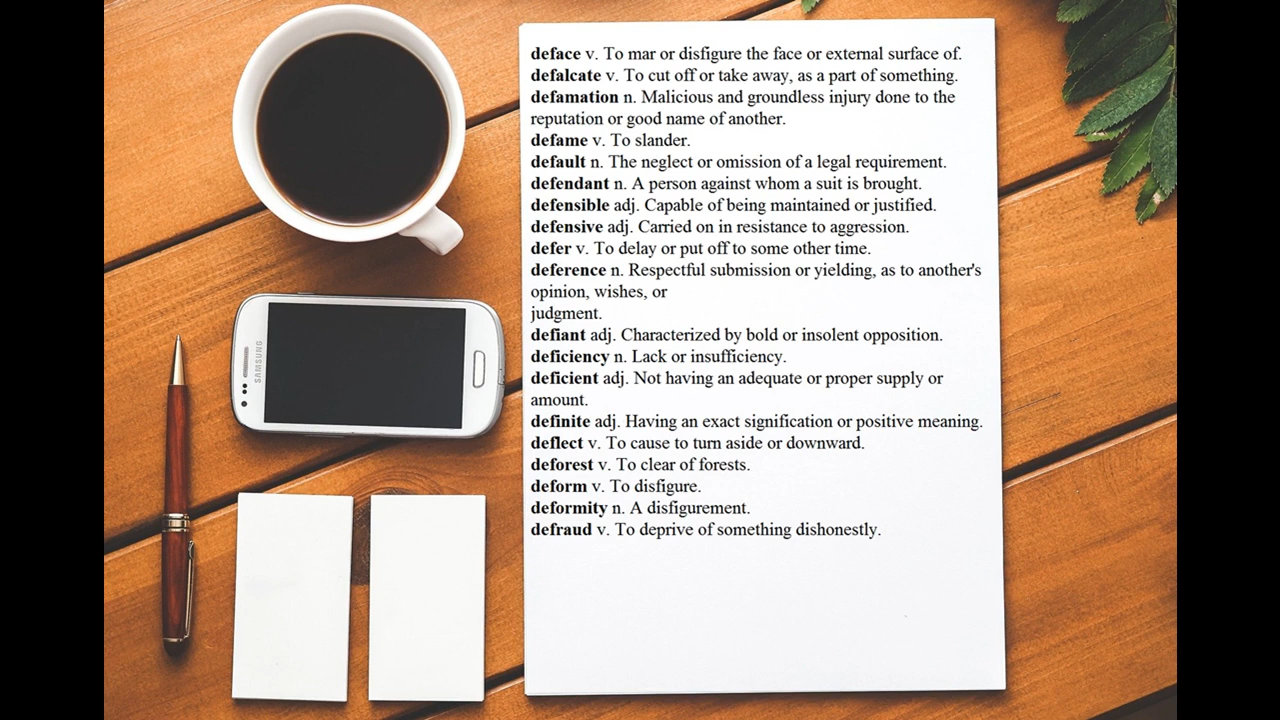 deface v. To mar or disfigure the face or external surface of.
defalcate v. To cut off or take away, as a part of something.
defamation n. Malicious and groundless injury done to the
reputation or good name of another.
defame v. To slander.
default n. The neglect or omission of a legal requirement.
defendant n. A person against whom a suit is brought.
defensible adj. Capable of being maintained or justified.
defensive adj. Carried on in resistance to aggression.
defer v. To delay or put off to some other time.
deference n. Respectful submission or yielding, as to another's
opinion, wishes, or
judgment.
defiant adj. Characterized by bold or insolent opposition.
deficiency n. Lack or insufficiency.
deficient adj. Not having an adequate or proper supply or
amount.
definite adj. Having an exact signification or positive meaning.
deflect v. To cause to turn aside or downward.
deforest v. To clear of forests.
deform v. To disfigure.
deformity n. A disfigurement.
defraud v. To deprive of something dishonestly.
SAMSUNG